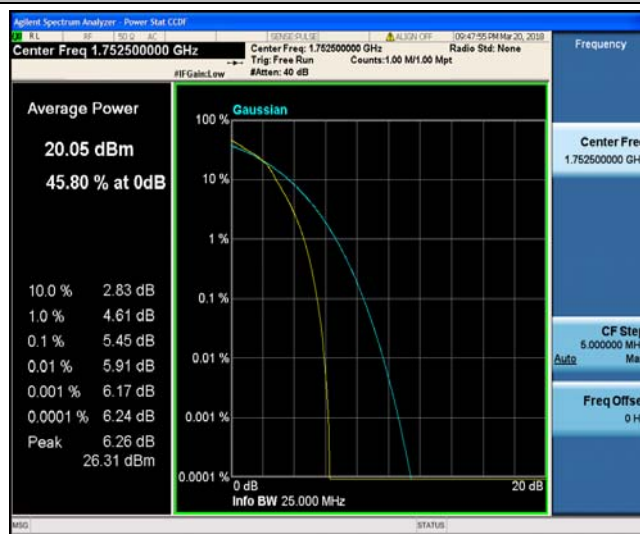 Agilent Spectrum Analyzer - Power Stat CCDF
RL RF 50 Ω AC SENSE:PULSE ALIGN OFF 09:47:55 PM Mar 20, 2018
Center Freq 1.752500000 GHz
Center Freq: 1.752500000 GHz Radio Std: None
Trig: Free Run Counts:1.00 M/1.00 Mpt
#IFGain:Low #Atten: 40 dB
Frequency
Average Power
20.05 dBm
45.80 % at 0dB
10.0 % 2.83 dB
1.0 % 4.61 dB
0.1 % 5.45 dB
0.01 % 5.91 dB
0.001 % 6.17 dB
0.0001 % 6.24 dB
Peak 6.26 dB
26.31 dBm
Gaussian
100 %
10 %
1 %
0.1 %
0.01 %
0.001 %
0.0001 %
0 dB 20 dB
Info BW 25.000 MHz
Center Fre
1.752500000 GH
CF Step
5.000000 MH
Auto Ma
Freq Offse
0 H
MSG STATUS